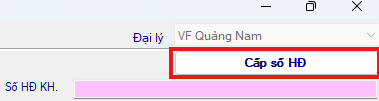 Đại lý VF Quảng Nam
Cấp số HĐ
Số HĐ KH.